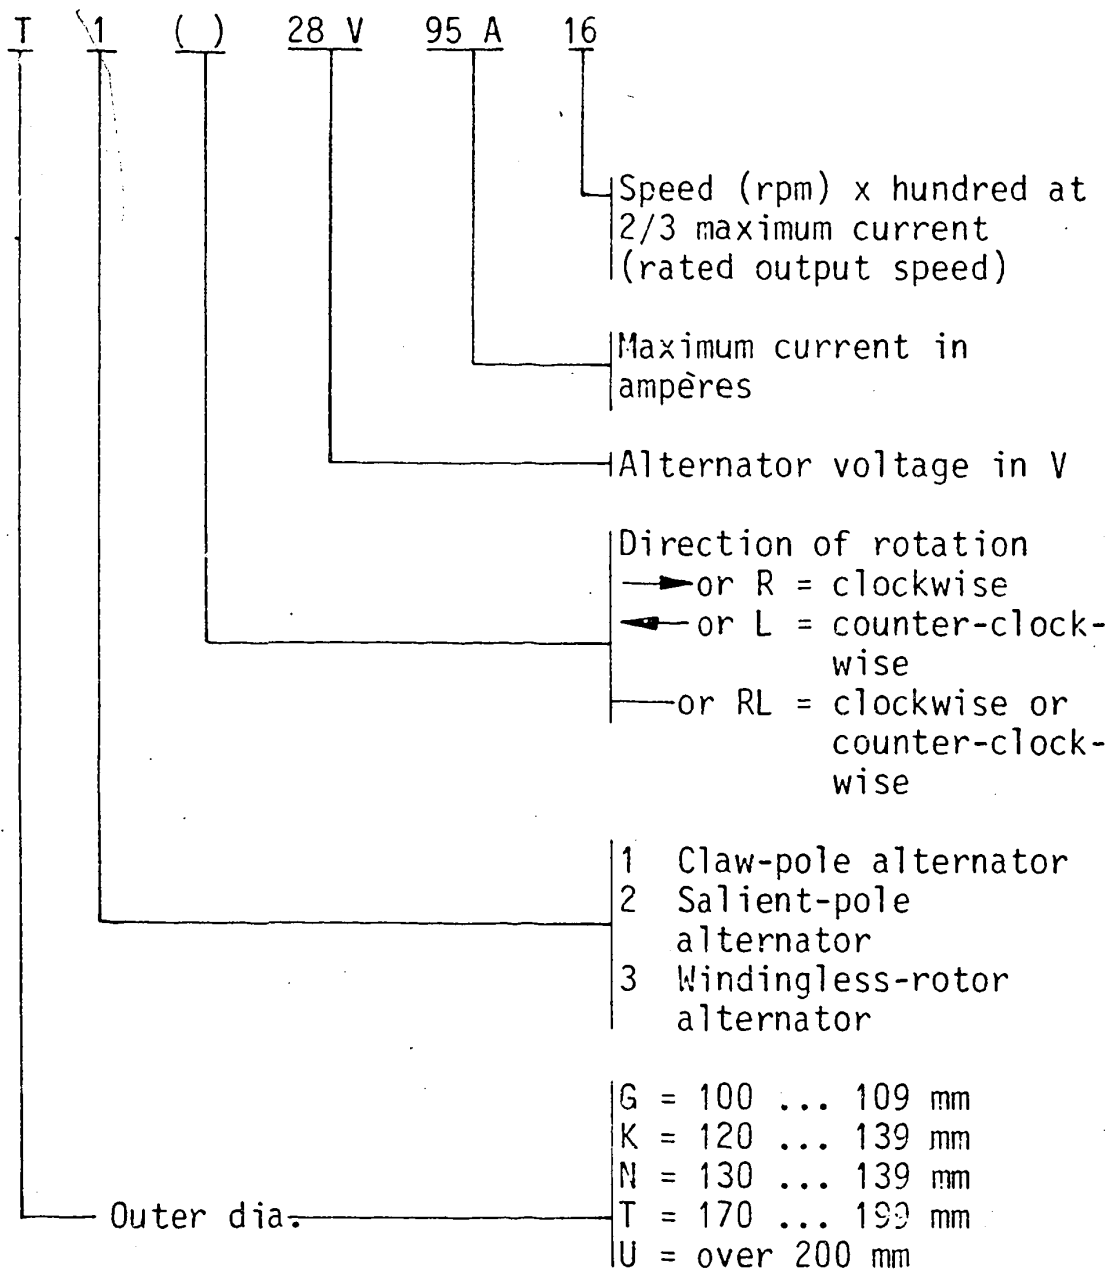 T 1 ( ) 28 V 95 A 16
Speed (rpm) x hundred at
2/3 maximum current
(rated output speed)
Maximum current in
ampères
Alternator voltage in V
Direction of rotation
or R = clockwise
or L = counter-clock-
wise
or RL = clockwise or
counter-clock-
wise
1 Claw-pole alternator
2 Salient-pole
alternator
3 Windingless-rotor
alternator
G = 100 ... 109 mm
K = 120 ... 139 mm
N = 130 ... 139 mm
Outer dia. T = 170 ... 199 mm
U = over 200 mm